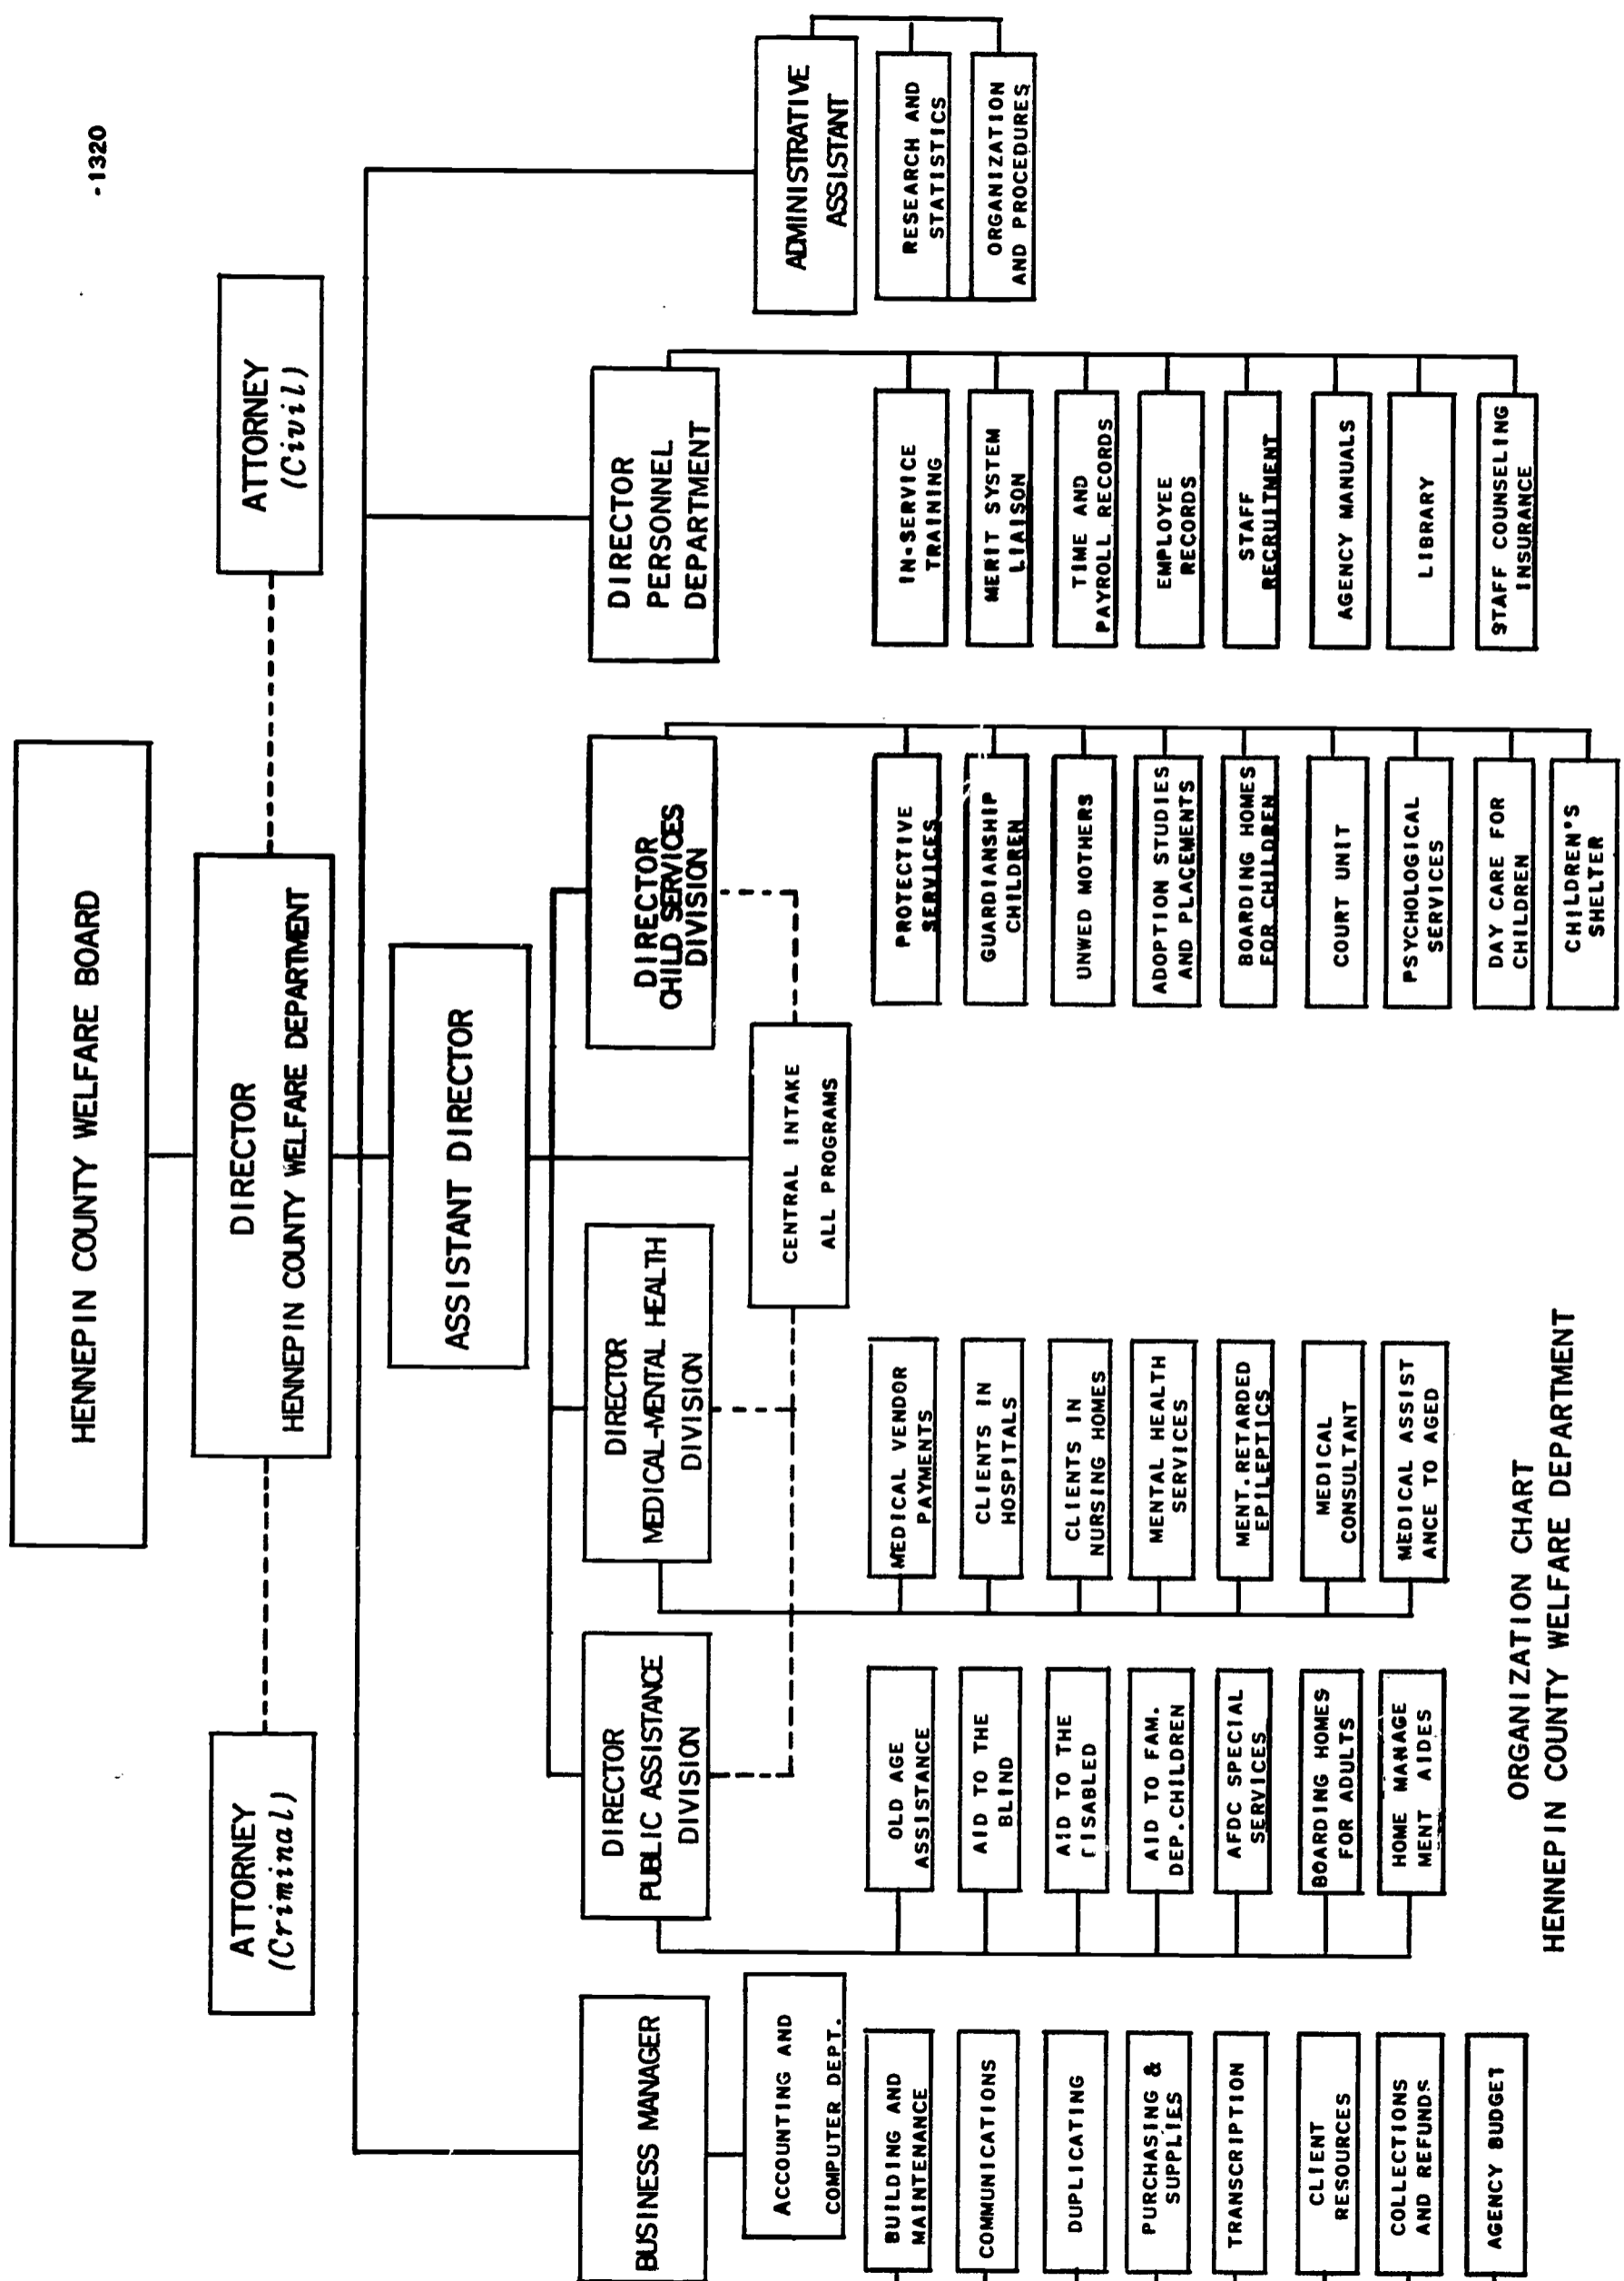 -1320
HENNEPIN COUNTY WELFARE BOARD
ATTORNEY
(Criminal)
DIRECTOR
HENNEPIN COUNTY WELFARE DEPARTMENT
ATTORNEY
(Civil)
ASSISTANT DIRECTOR
BUSINESS MANAGER
ACCOUNTING AND
COMPUTER DEPT.
BUILDING AND
MAINTENANCE
COMMUNICATIONS
DUPLICATING
PURCHASING &
SUPPLIES
TRANSCRIPTION
CLIENT
RESOURCES
COLLECTIONS
AND REFUNDS
AGENCY BUDGET
DIRECTOR
PUBLIC ASSISTANCE
DIVISION
OLD AGE
ASSISTANCE
AID TO THE
BLIND
AID TO THE
DISABLED
AID TO FAM.
DEP.CHILDREN
AFDC SPECIAL
SERVICES
BOARDING HOMES
FOR ADULTS
HOME MANAGE
MENT AIDES
DIRECTOR
MEDICAL-MENTAL HEALTH
DIVISION
MEDICAL VENDOR
PAYMENTS
CLIENTS IN
HOSPITALS
CLIENTS IN
NURSING HOMES
MENTAL HEALTH
SERVICES
MENT.RETARDED
EPILEPTICS
MEDICAL
CONSULTANT
MEDICAL ASSIST
ANCE TO AGED
CENTRAL INTAKE
ALL PROGRAMS
DIRECTOR
CHILD SERVICES
DIVISION
PROTECTIVE
SERVICES
GUARDIANSHIP
CHILDREN
UNWED MOTHERS
ADOPTION STUDIES
AND PLACEMENTS
BOARDING HOMES
FOR CHILDREN
COURT UNIT
PSYCHOLOGICAL
SERVICES
DAY CARE FOR
CHILDREN
CHILDREN'S
SHELTER
DIRECTOR
PERSONNEL
DEPARTMENT
IN-SERVICE
TRAINING
MERIT SYSTEM
LIAISON
TIME AND
PAYROLL RECORDS
EMPLOYEE
RECORDS
STAFF
RECRUITMENT
AGENCY MANUALS
LIBRARY
STAFF COUNSELING
INSURANCE
ADMINISTRATIVE
ASSISTANT
RESEARCH AND
STATISTICS
ORGANIZATION
AND PROCEDURES
ORGANIZATION CHART
HENNEPIN COUNTY WELFARE DEPARTMENT